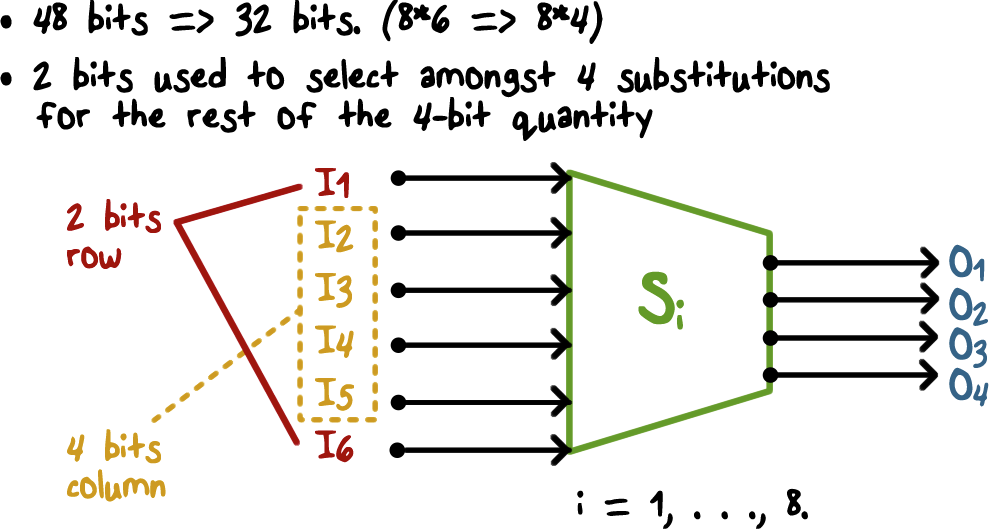 • 48 bits => 32 bits. (8*6 => 8*4)
• 2 bits used to select amongst 4 substitutions
for the rest of the 4-bit quantity
2 bits
row
I1
I2
I3
I4
I5
I6
4 bits
column
Si
O1
O2
O3
O4
i = 1, . . ., 8.